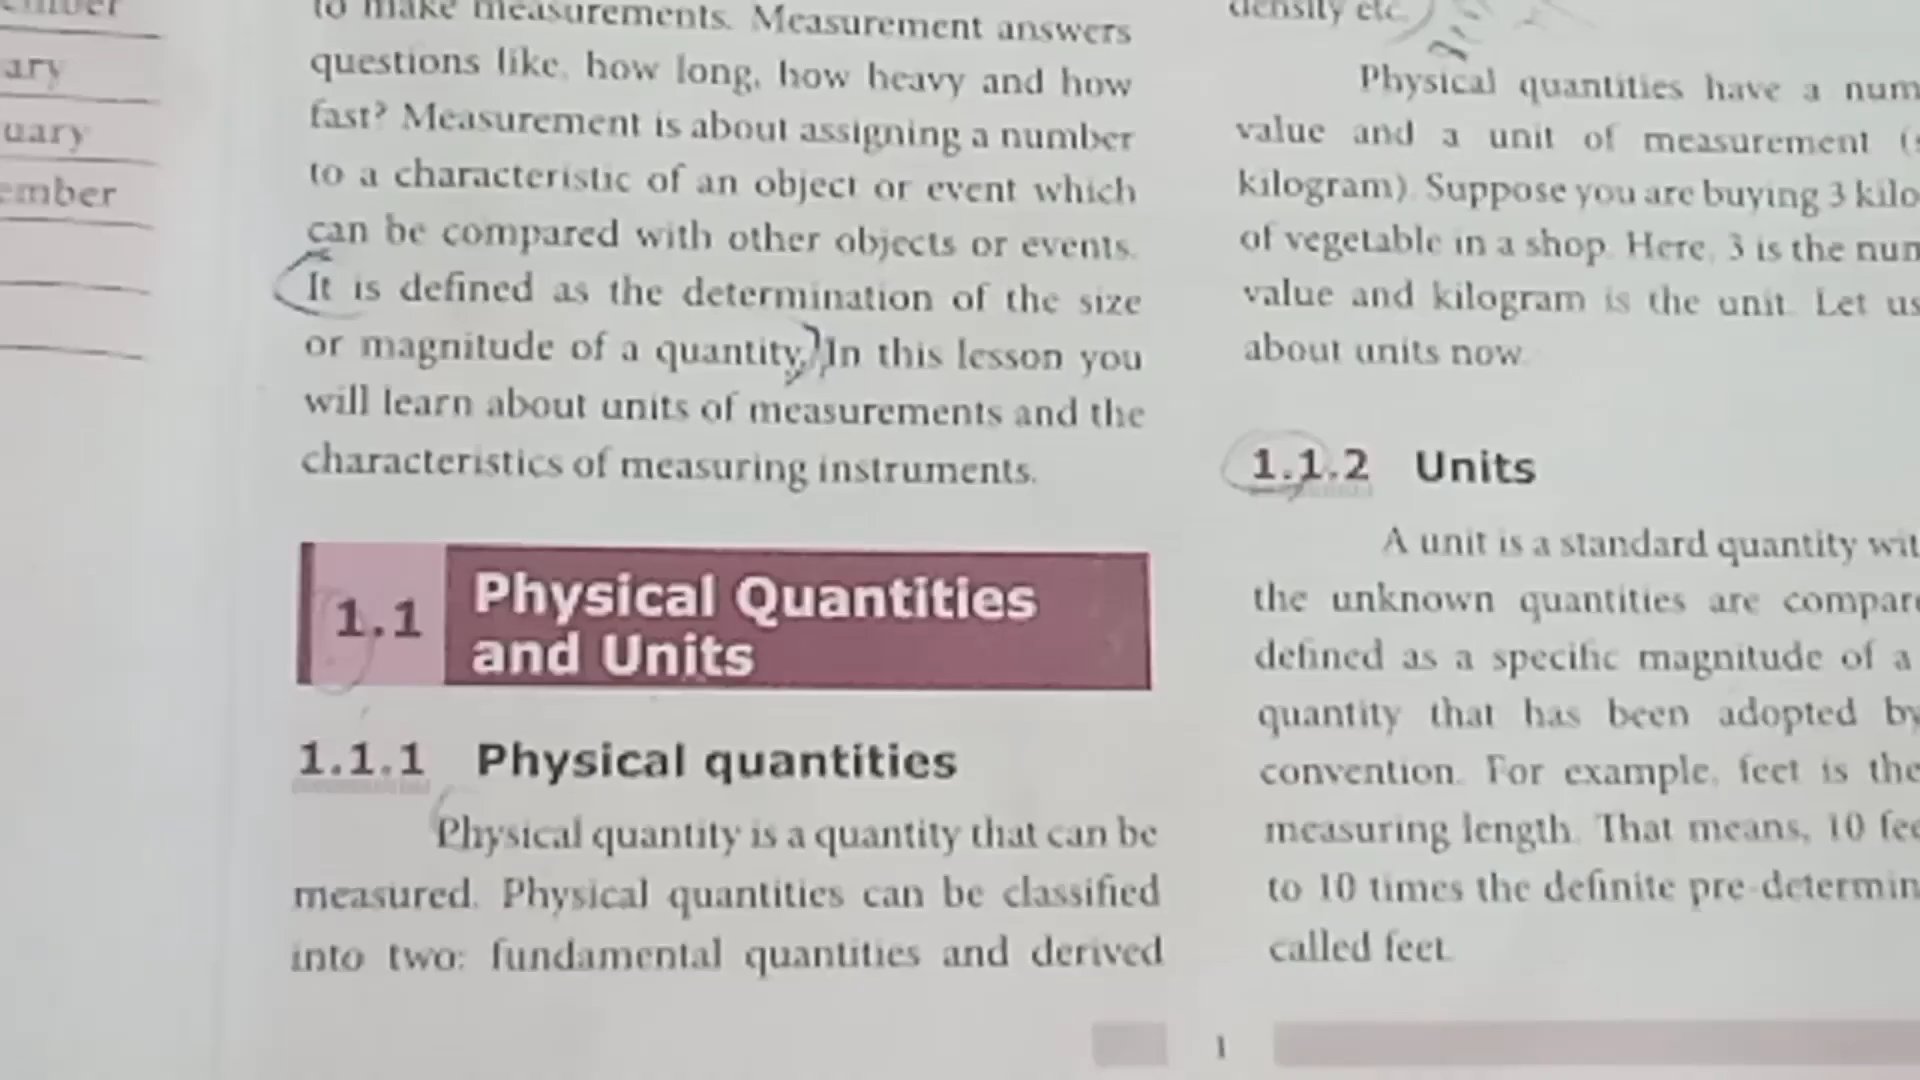 ary
uary
ember
to make measurements. Measurement answers
questions like, how long, how heavy and how
fast? Measurement is about assigning a number
to a characteristic of an object or event which
can be compared with other objects or events.
It is defined as the determination of the size
or magnitude of a quantity. In this lesson you
will learn about units of measurements and the
characteristics of measuring instruments.
1.1 Physical Quantities
and Units
1.1.1 Physical quantities
Physical quantity is a quantity that can be
measured. Physical quantities can be classified
into two: fundamental quantities and derived
density etc.
Physical quantities have a num
value and a unit of measurement (
kilogram). Suppose you are buying 3 kilo
of vegetable in a shop. Here, 3 is the num
value and kilogram is the unit. Let us
about units now.
1.1.2 Units
A unit is a standard quantity wit
the unknown quantities are compar
defined as a specific magnitude of a
quantity that has been adopted by
convention. For example, feet is the
measuring length. That means, 10 fee
to 10 times the definite pre-determin
called feet.
1